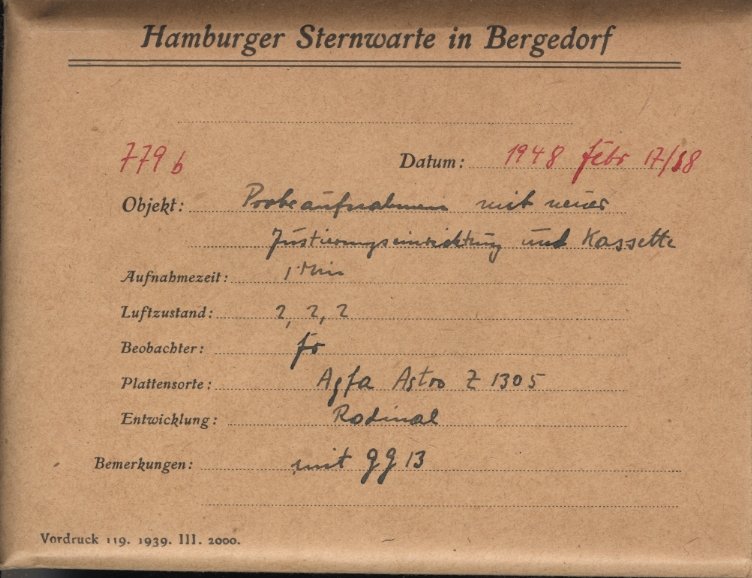 Hamburger Sternwarte in Bergedorf
779 b Datum: 1948 febr 17/18
Objekt: Probeaufnahmen mit neuer
Justierungseinrichtung und Kassette
Aufnahmezeit: 1 Min
Luftzustand: 2, 2, 2
Beobachter:
Plattensorte: Agfa Astro Z 1305
Entwicklung: Rodinal
Bemerkungen: mit GG 13
Vordruck 119. 1939. III. 2000.